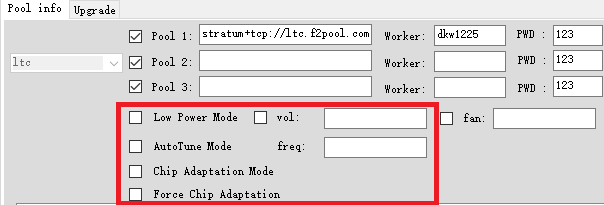 Pool info Upgrade
Pool 1: stratum+tcp://ltc.f2pool.com Worker: dkw1225 PWD : 123
ltc Pool 2: Worker: PWD : 123
Pool 3: Worker: PWD : 123
Low Power Mode vol: fan:
AutoTune Mode freq:
Chip Adaptation Mode
Force Chip Adaptation